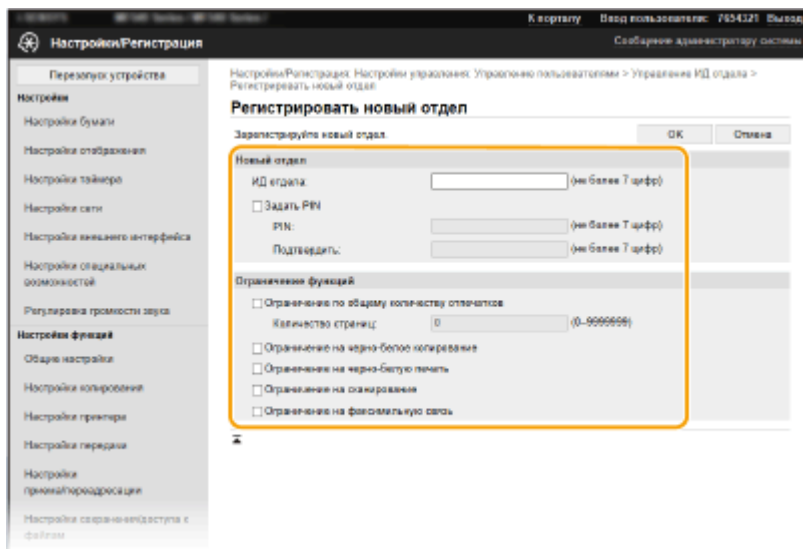 К порталу Ввод пользователя: 7654321 Выход
Настройки/Регистрация
Сообщение администратору системы
Перезапуск устройства
Настройки
Настройки бумаги
Настройки отображения
Настройки таймера
Настройки сети
Настройки внешнего интерфейса
Настройки специальных
возможностей
Регулировка громкости звука
Настройки функций
Общие настройки
Настройки копирования
Настройки принтера
Настройки передачи
Настройки
приема/переадресации
Настройки сохранения/доступа к
файлам
Настройки/Регистрация: Настройки управления: Управление пользователями > Управление ИД отдела >
Регистрировать новый отдел
Регистрировать новый отдел
Зарегистрируйте новый отдел.
OK Отмена
Новый отдел
ИД отдела: (не более 7 цифр)
Задать PIN
PIN: (не более 7 цифр)
Подтвердить: (не более 7 цифр)
Ограничение функций
Ограничение по общему количеству отпечатков
Количество страниц: 0 (0-9999999)
Ограничение на черно-белое копирование
Ограничение на черно-белую печать
Ограничение на сканирование
Ограничение на факсимильную связь